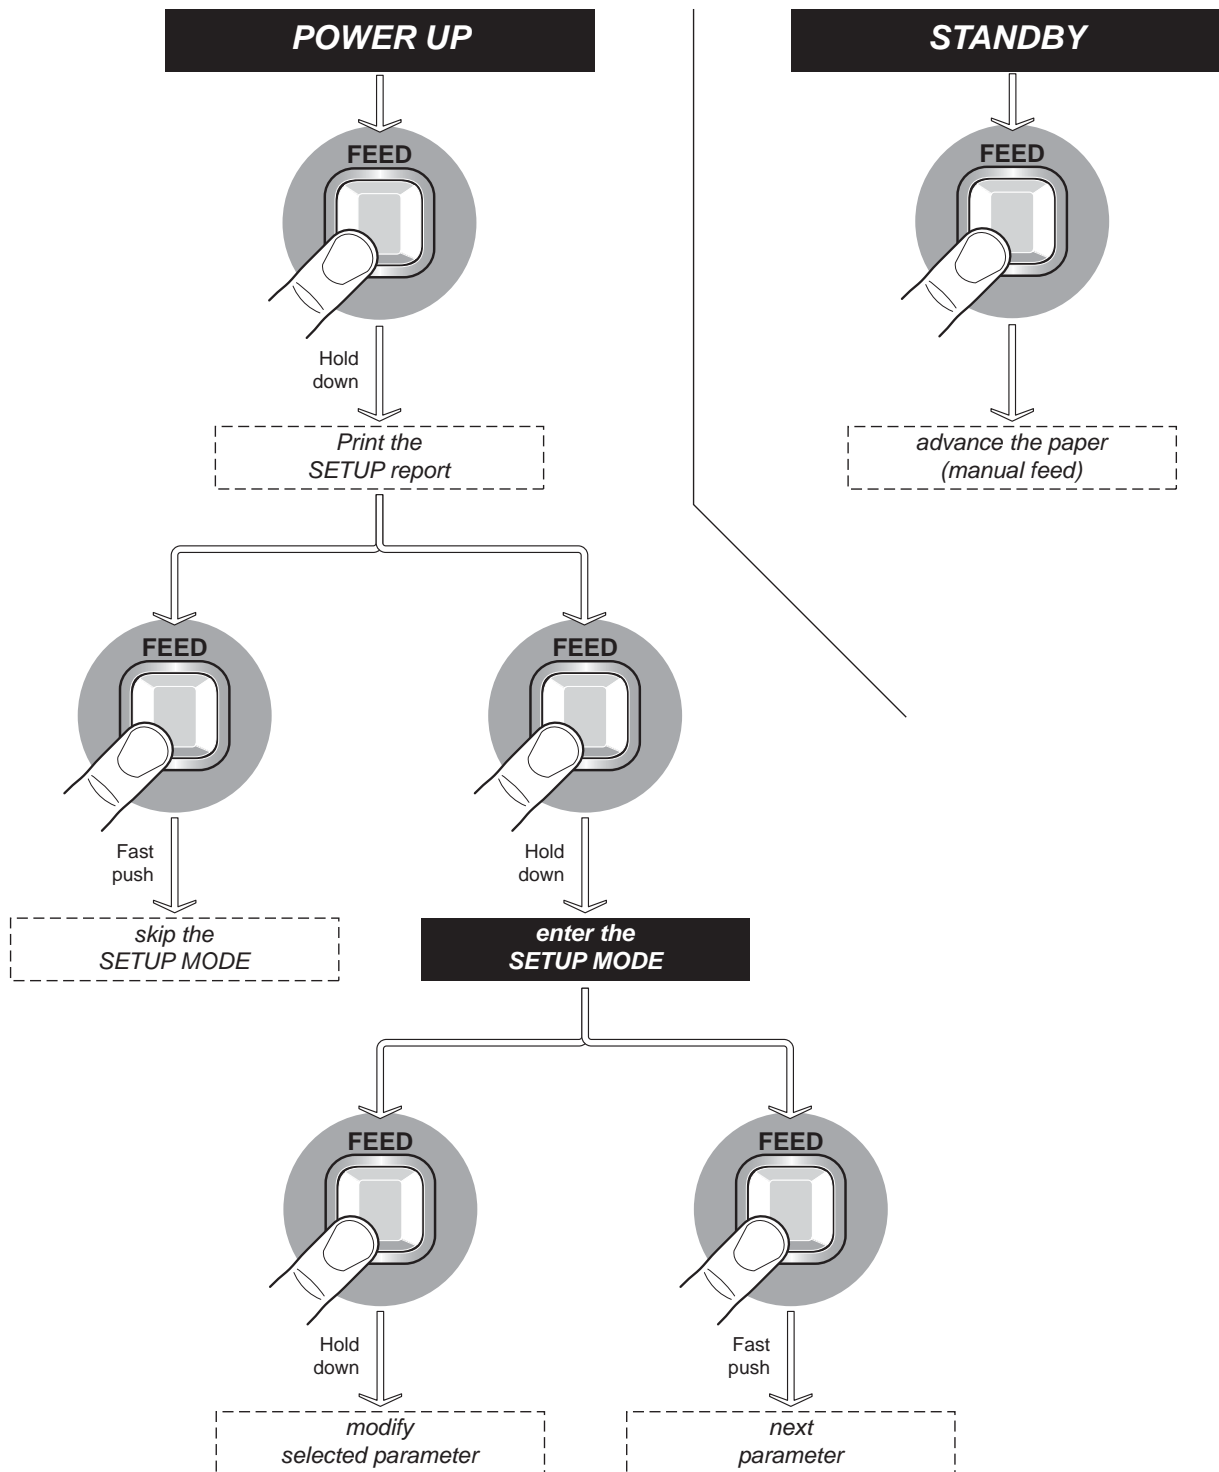 POWER UP
STANDBY
FEED
FEED
Hold
down
Print the
SETUP report
advance the paper
(manual feed)
FEED
FEED
Fast
push
Hold
down
skip the
SETUP MODE
enter the
SETUP MODE
FEED
FEED
Hold
down
Fast
push
modify
selected parameter
next
parameter